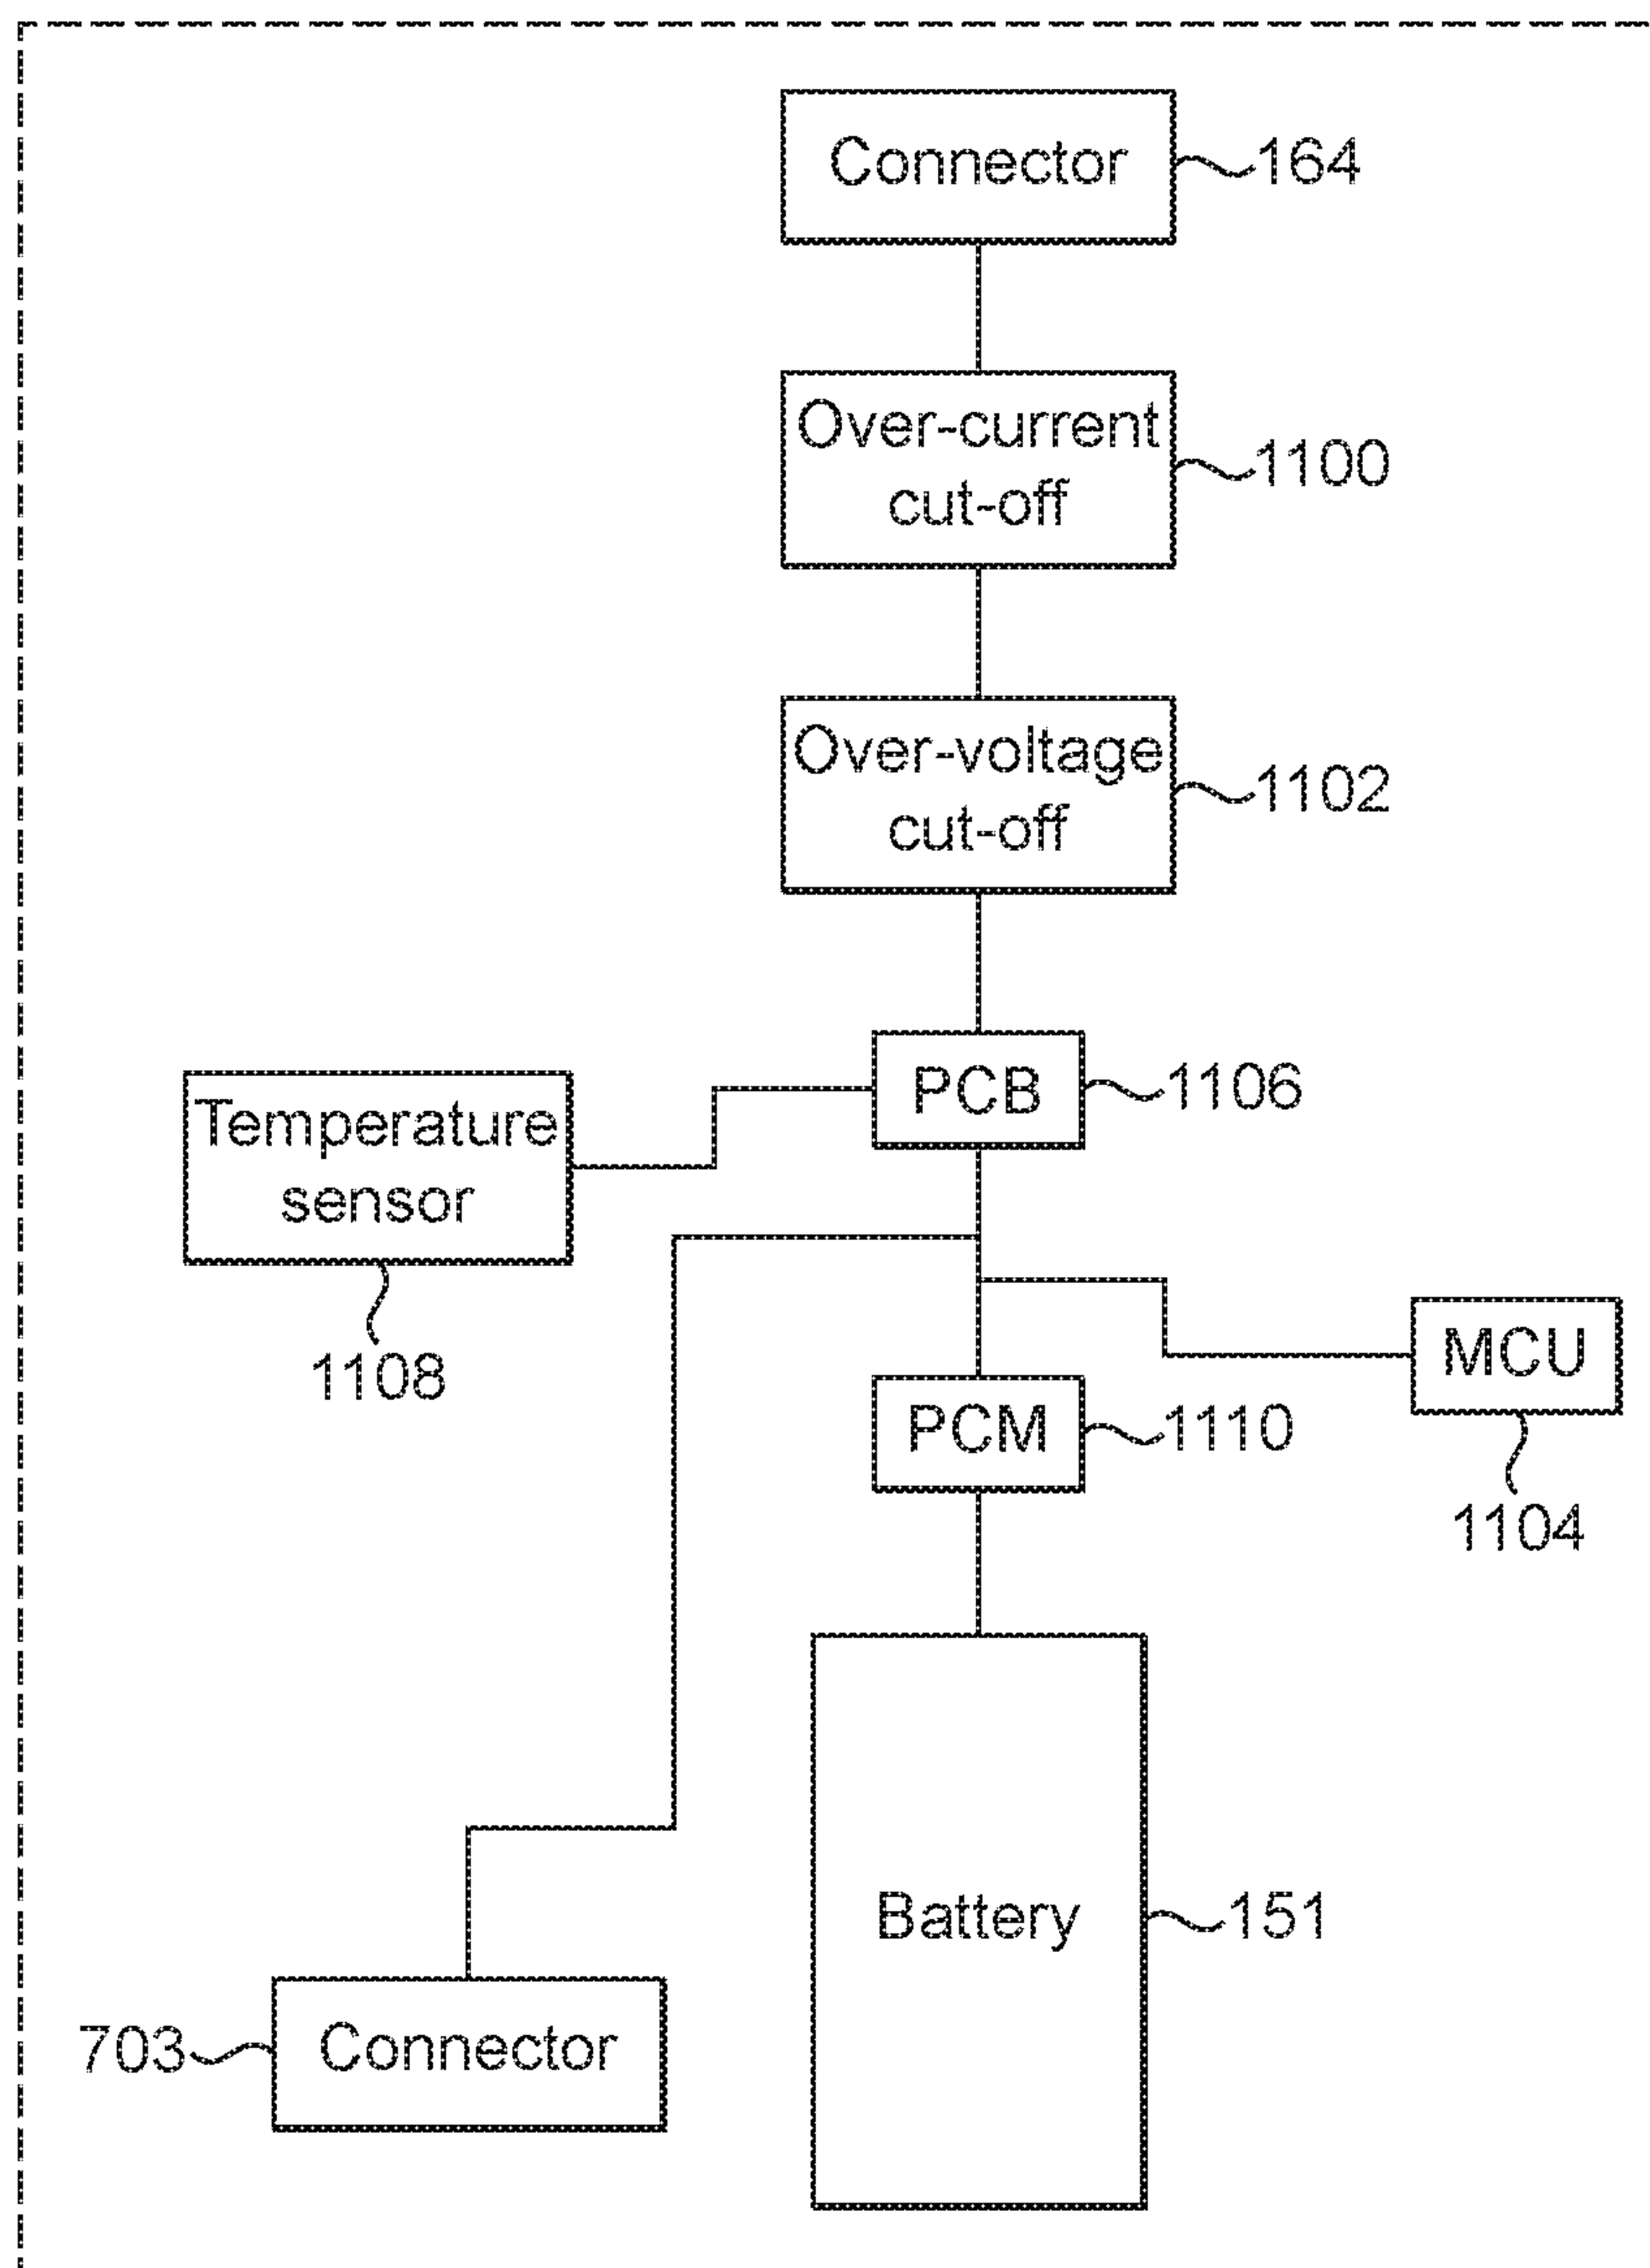 Connector
164
Over-current
cut-off
1100
Over-voltage
cut-off
1102
PCB
1106
Temperature
sensor
1108
MCU
1104
PCM
1110
Battery
151
703
Connector